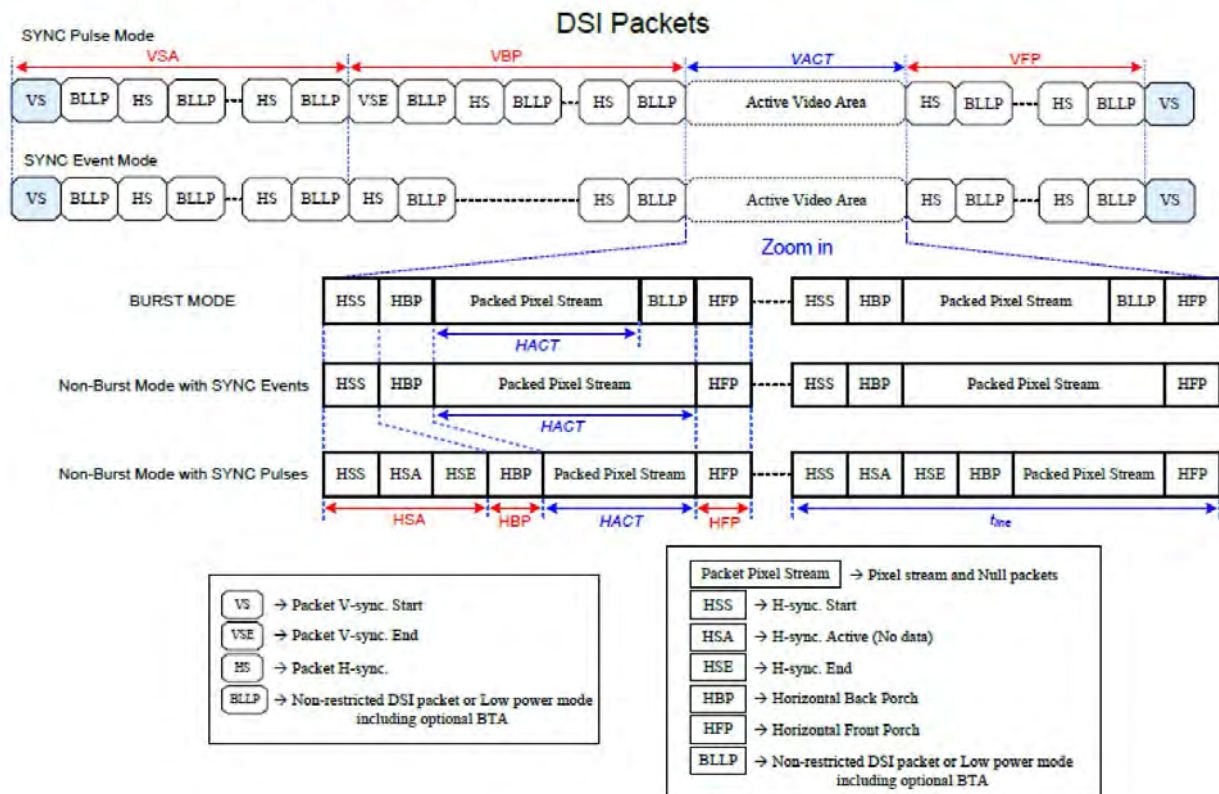 DSI Packets
SYNC Pulse Mode
VSA VBP VACT VFP
VS BLLP HS BLLP HS BLLP VSE BLLP HS BLLP HS BLLP Active Video Area HS BLLP HS BLLP VS
SYNC Event Mode
VS BLLP HS BLLP HS BLLP HS BLLP HS BLLP Active Video Area HS BLLP HS BLLP VS
Zoom in
BURST MODE HSS HBP Packed Pixel Stream BLLP HFP HSS HBP Packed Pixel Stream BLLP HFP
HACT
Non-Burst Mode with SYNC Events HSS HBP Packed Pixel Stream HFP HSS HBP Packed Pixel Stream HFP
HACT
Non-Burst Mode with SYNC Pulses HSS HSA HSE HBP Packed Pixel Stream HFP HSS HSA HSE HBP Packed Pixel Stream HFP
HSA HBP HACT HFP tline
VS → Packet V-sync. Start
VSE → Packet V-sync. End
HS → Packet H-sync.
BLLP → Non-restricted DSI packet or Low power mode
including optional BTA
Packet Pixel Stream → Pixel stream and Null packets
HSS → H-sync. Start
HSA → H-sync. Active (No data)
HSE → H-sync. End
HBP → Horizontal Back Porch
HFP → Horizontal Front Porch
BLLP → Non-restricted DSI packet or Low power mode
including optional BTA